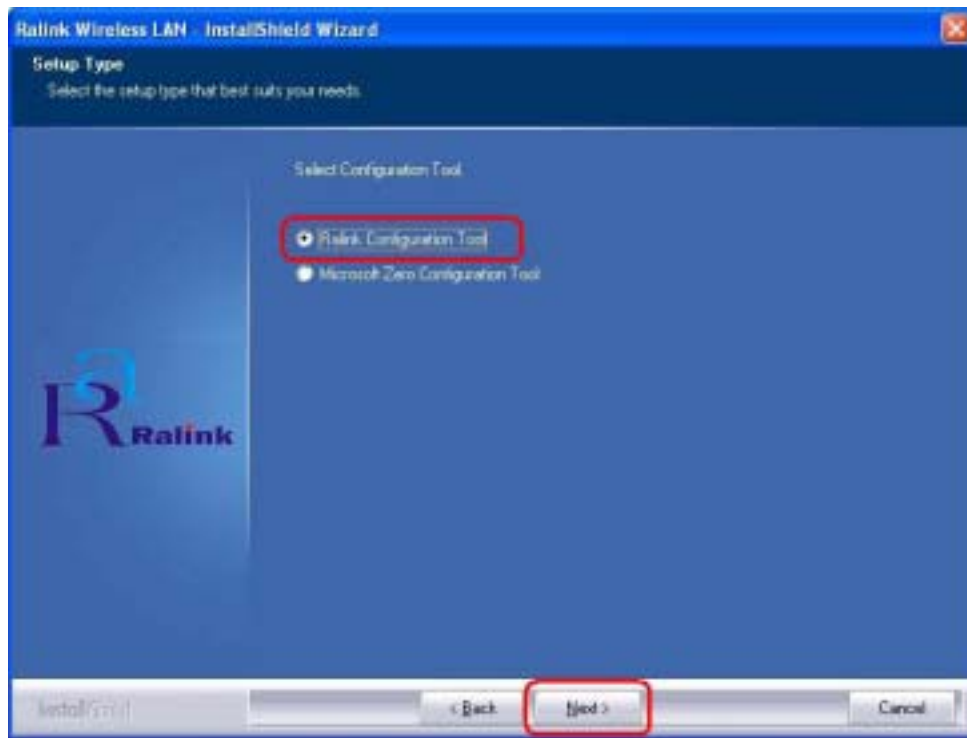 Ralink Wireless LAN - InstallShield Wizard
Setup Type
Select the setup type that best suits your needs.
Select Configuration Tool.
Ralink Configuration Tool
Microsoft Zero Configuration Tool
Ralink
InstallShield
< Back
Next >
Cancel